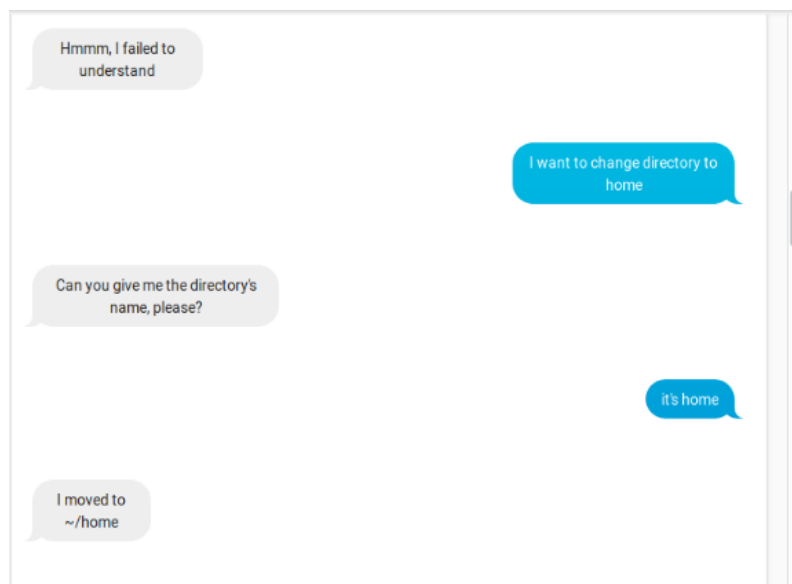 Hmmm, I failed to
understand
I want to change directory to
home
Can you give me the directory's
name, please?
it's home
I moved to
~/home